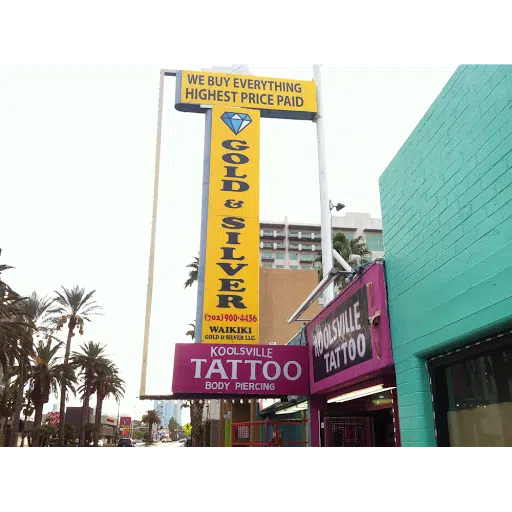 WE BUY EVERYTHING
HIGHEST PRICE PAID
GOLD & SILVER
(702) 900-4436
WAIKIKI
GOLD & SILVER LLC.
KOOLSVILLE
TATTOO
BODY PIERCING
KOOLSVILLE
TATTOO